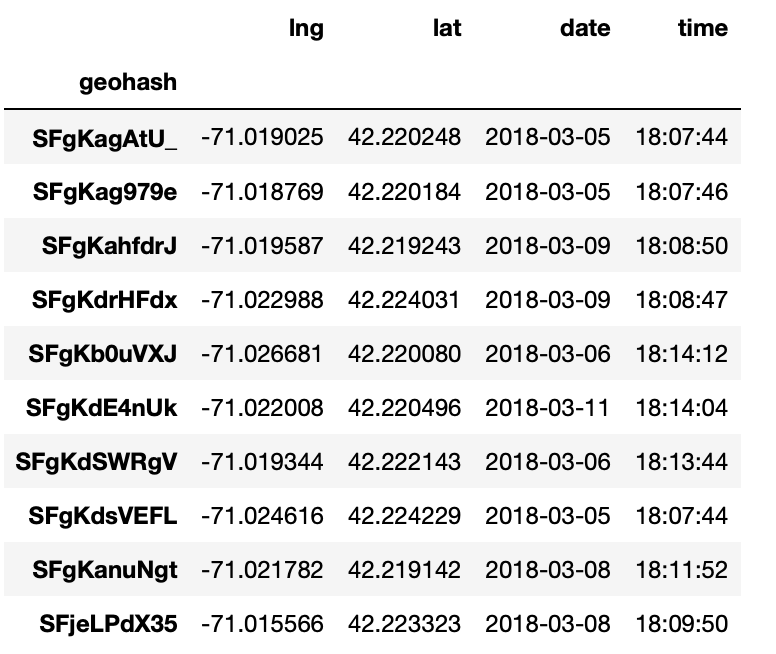 lng lat date time
geohash
SFgKagAtU_ -71.019025 42.220248 2018-03-05 18:07:44
SFgKag979e -71.018769 42.220184 2018-03-05 18:07:46
SFgKahfdrJ -71.019587 42.219243 2018-03-09 18:08:50
SFgKdrHFdx -71.022988 42.224031 2018-03-09 18:08:47
SFgKb0uVXJ -71.026681 42.220080 2018-03-06 18:14:12
SFgKdE4nUk -71.022008 42.220496 2018-03-11 18:14:04
SFgKdSWRgV -71.019344 42.222143 2018-03-06 18:13:44
SFgKdsVEFL -71.024616 42.224229 2018-03-05 18:07:44
SFgKanuNgt -71.021782 42.219142 2018-03-08 18:11:52
SFjeLPdX35 -71.015566 42.223323 2018-03-08 18:09:50